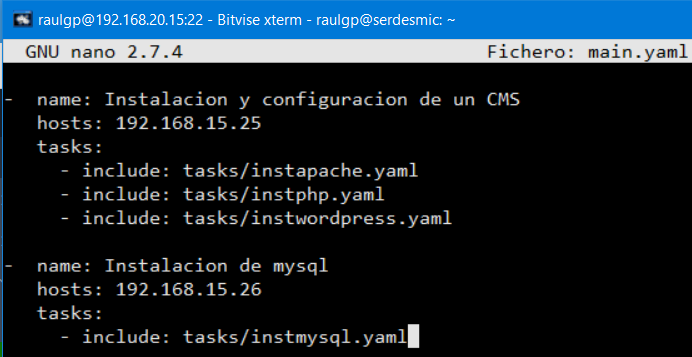 raulgp@192.168.20.15:22 - Bitvise xterm - raulgp@serdesmic: ~
GNU nano 2.7.4 Fichero: main.yaml
- name: Instalacion y configuracion de un CMS
hosts: 192.168.15.25
tasks:
- include: tasks/instapache.yaml
- include: tasks/instphp.yaml
- include: tasks/instwordpress.yaml
- name: Instalacion de mysql
hosts: 192.168.15.26
tasks:
- include: tasks/instmysql.yaml